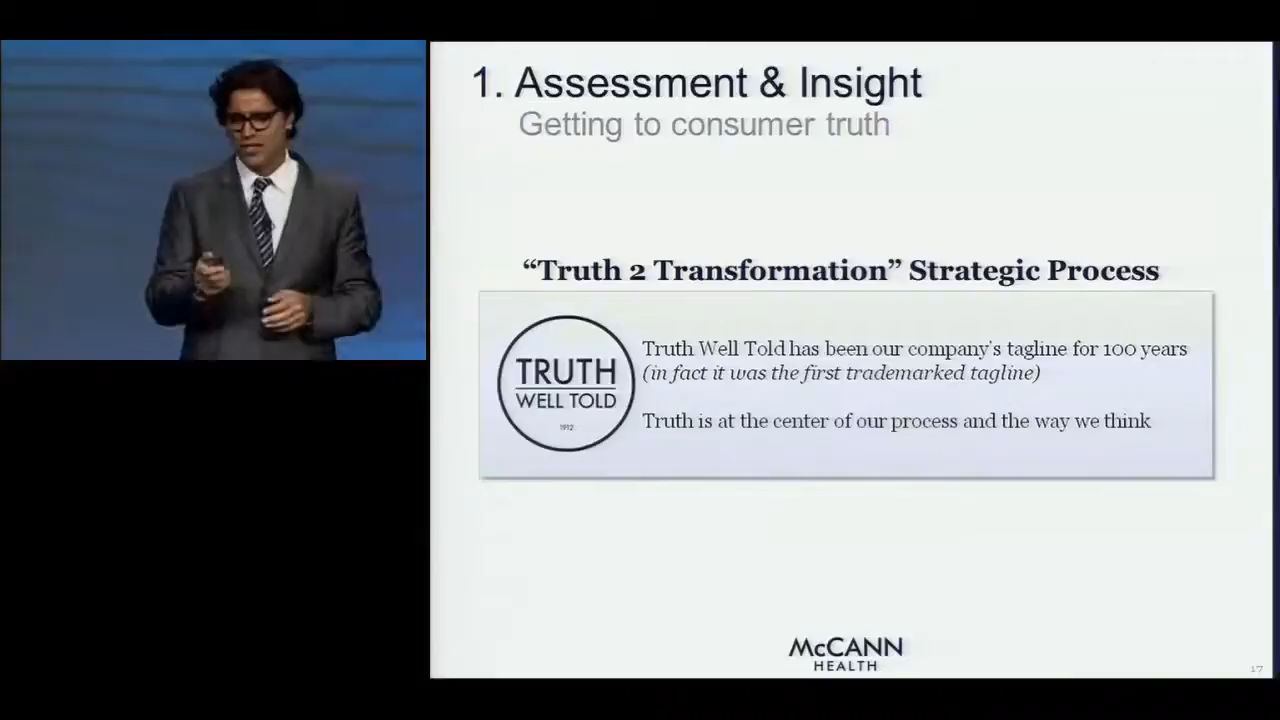 1. Assessment & Insight
Getting to consumer truth
“Truth 2 Transformation” Strategic Process
TRUTH
WELL TOLD
1912
Truth Well Told has been our company's tagline for 100 years
(in fact it was the first trademarked tagline)
Truth is at the center of our process and the way we think
McCANN
HEALTH
17